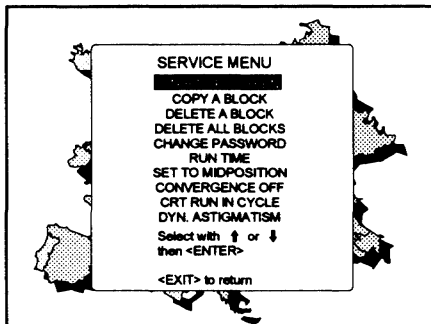 SERVICE MENU
COPY A BLOCK
DELETE A BLOCK
DELETE ALL BLOCKS
CHANGE PASSWORD
RUN TIME
SET TO MIDPOSITION
CONVERGENCE OFF
CRT RUN IN CYCLE
DYN. ASTIGMATISM
Select with ↑ or ↓
then <ENTER>
<EXIT> to return